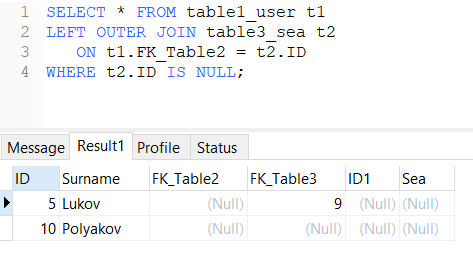 1 SELECT * FROM table1_user t1
2 LEFT OUTER JOIN table3_sea t2
3 ON t1.FK_Table2 = t2.ID
4 WHERE t2.ID IS NULL;
Message Result1 Profile Status
ID Surname FK_Table2 FK_Table3 ID1 Sea
5 Lukov (Null) 9 (Null) (Null)
10 Polyakov (Null) (Null) (Null) (Null)